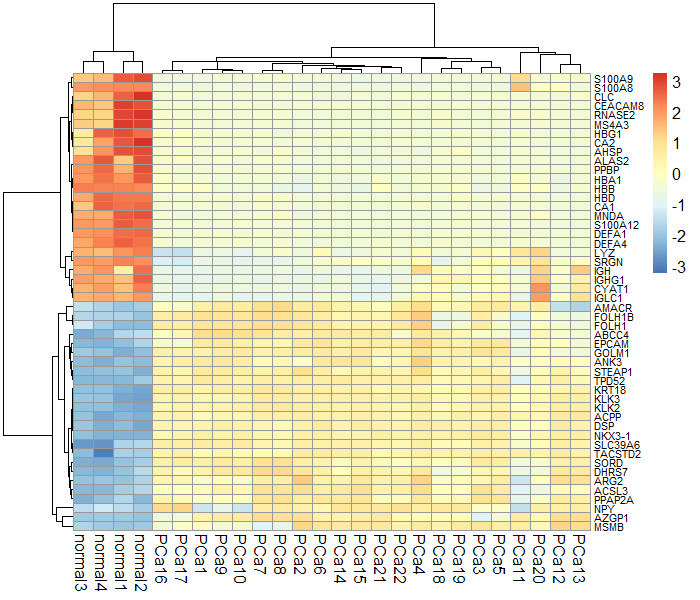 S100A9
S100A8
CLC
CEACAM8
RNASE2
MS4A3
HBG1
CA2
AHSP
ALAS2
PPBP
HBA1
HBB
HBD
CA1
MNDA
S100A12
DEFA1
DEFA4
LYZ
SRGN
IGH
IGHG1
CYAT1
IGLC1
AMACR
FOLH1B
FOLH1
ABCC4
EPCAM
GOLM1
ANK3
STEAP1
TPD52
KRT18
KLK3
KLK2
ACPP
DSP
NKX3-1
SLC39A6
TACSTD2
SORD
DHRS7
ARG2
ACSL3
PPAP2A
NPY
AZGP1
MSMB
3
2
1
0
-1
-2
-3
normal3
normal4
normal1
normal2
PCa16
PCa17
PCa1
PCa9
PCa10
PCa7
PCa8
PCa2
PCa6
PCa14
PCa15
PCa21
PCa22
PCa4
PCa18
PCa19
PCa3
PCa5
PCa11
PCa20
PCa12
PCa13